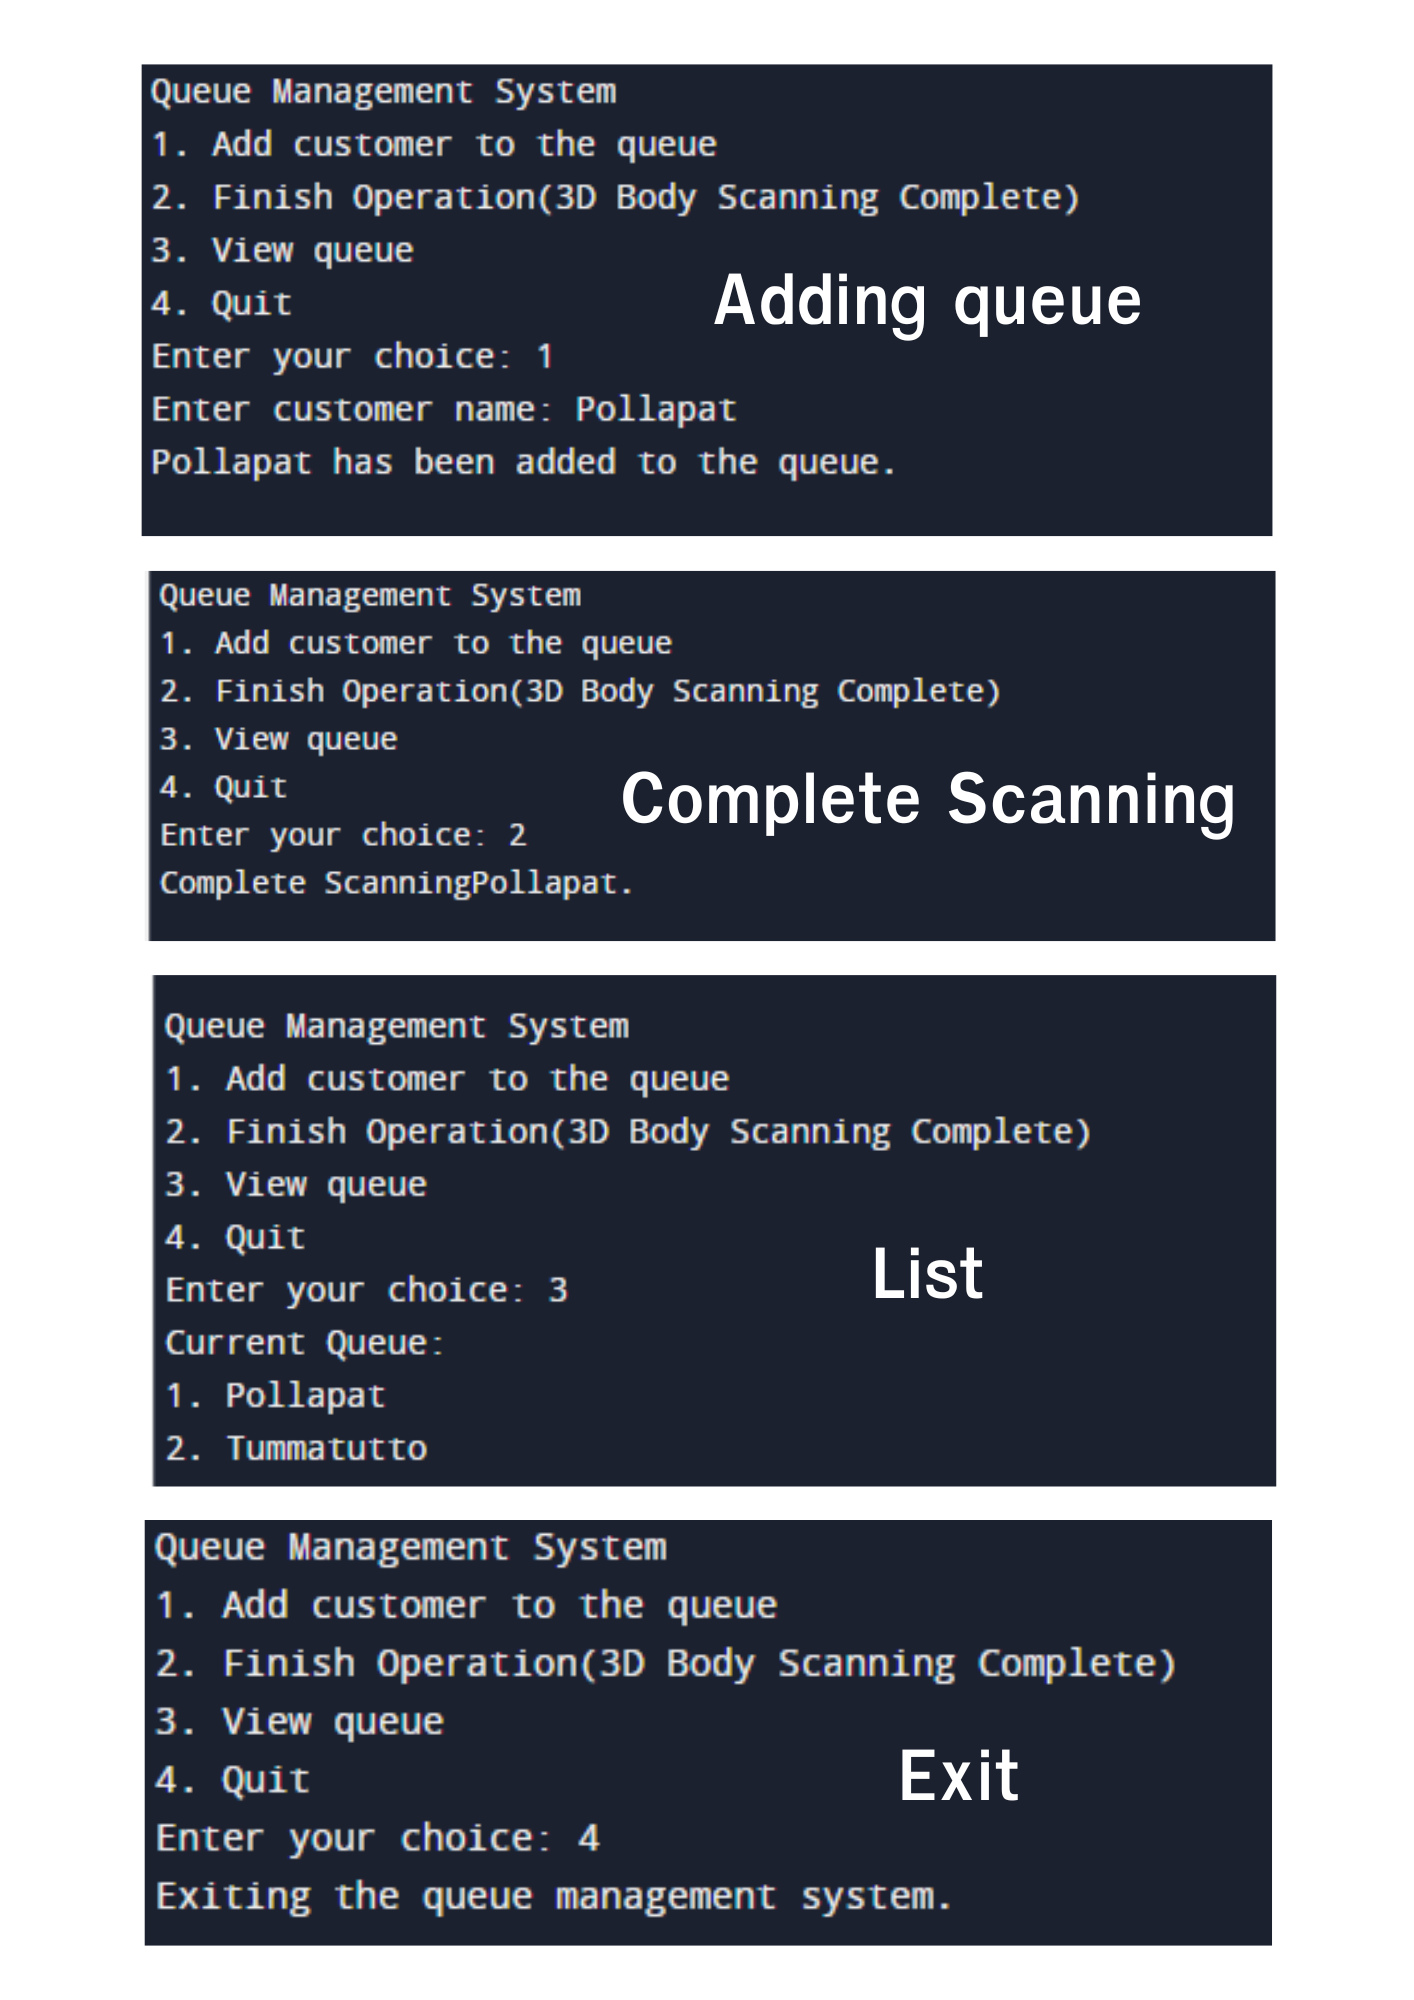 Queue Management System
1. Add customer to the queue
2. Finish Operation(3D Body Scanning Complete)
3. View queue
4. Quit
Adding queue
Enter your choice: 1
Enter customer name: Pollapat
Pollapat has been added to the queue.
Queue Management System
1. Add customer to the queue
2. Finish Operation(3D Body Scanning Complete)
3. View queue
4. Quit
Complete Scanning
Enter your choice: 2
Complete ScanningPollapat.
Queue Management System
1. Add customer to the queue
2. Finish Operation(3D Body Scanning Complete)
3. View queue
4. Quit
List
Enter your choice: 3
Current Queue:
1. Pollapat
2. Tummatutto
Queue Management System
1. Add customer to the queue
2. Finish Operation(3D Body Scanning Complete)
3. View queue
4. Quit
Exit
Enter your choice: 4
Exiting the queue management system.